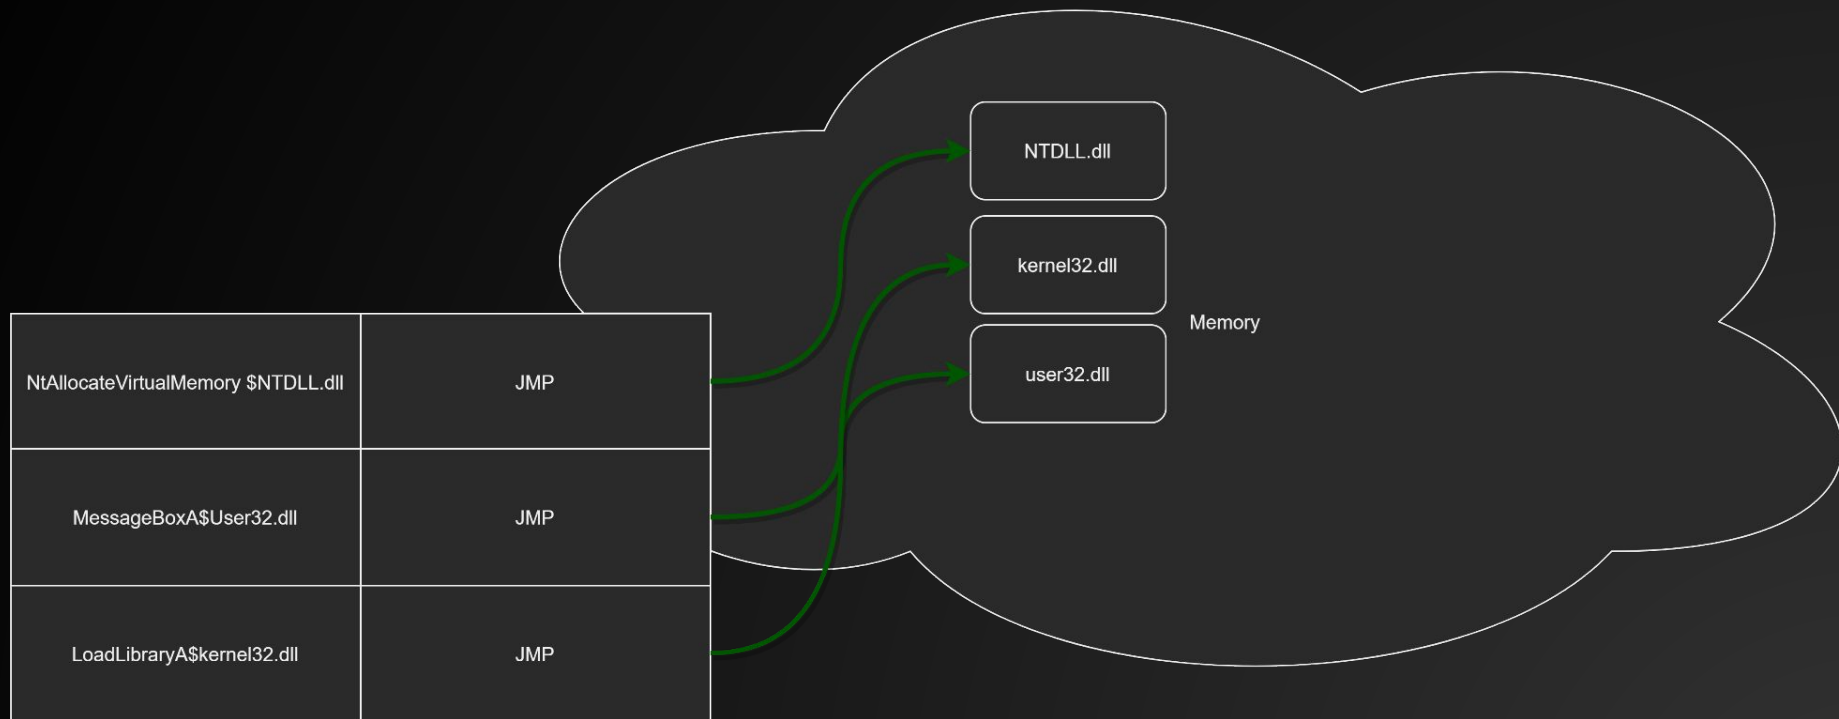 NTDLL.dll
kernel32.dll
Memory
user32.dll
NtAllocateVirtualMemory $NTDLL.dll JMP
MessageBoxA$User32.dll JMP
LoadLibraryA$kernel32.dll JMP